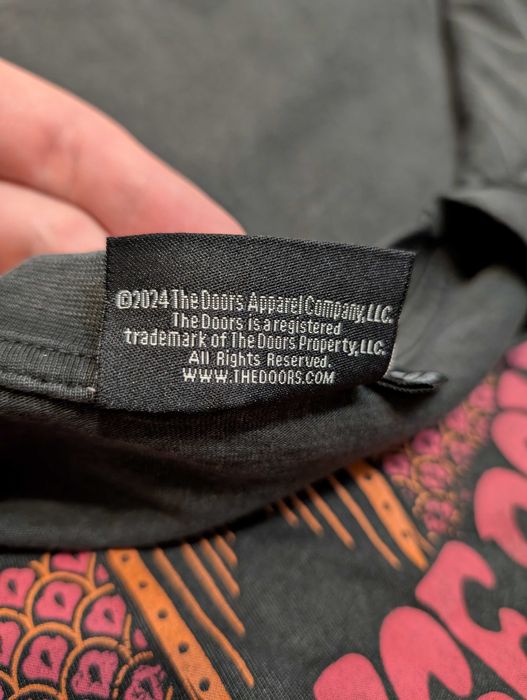 ©2024 The Doors Apparel Company, LLC.
The Doors is a registered
trademark of The Doors Property, LLC.
All Rights Reserved.
WWW.THEDOORS.COM